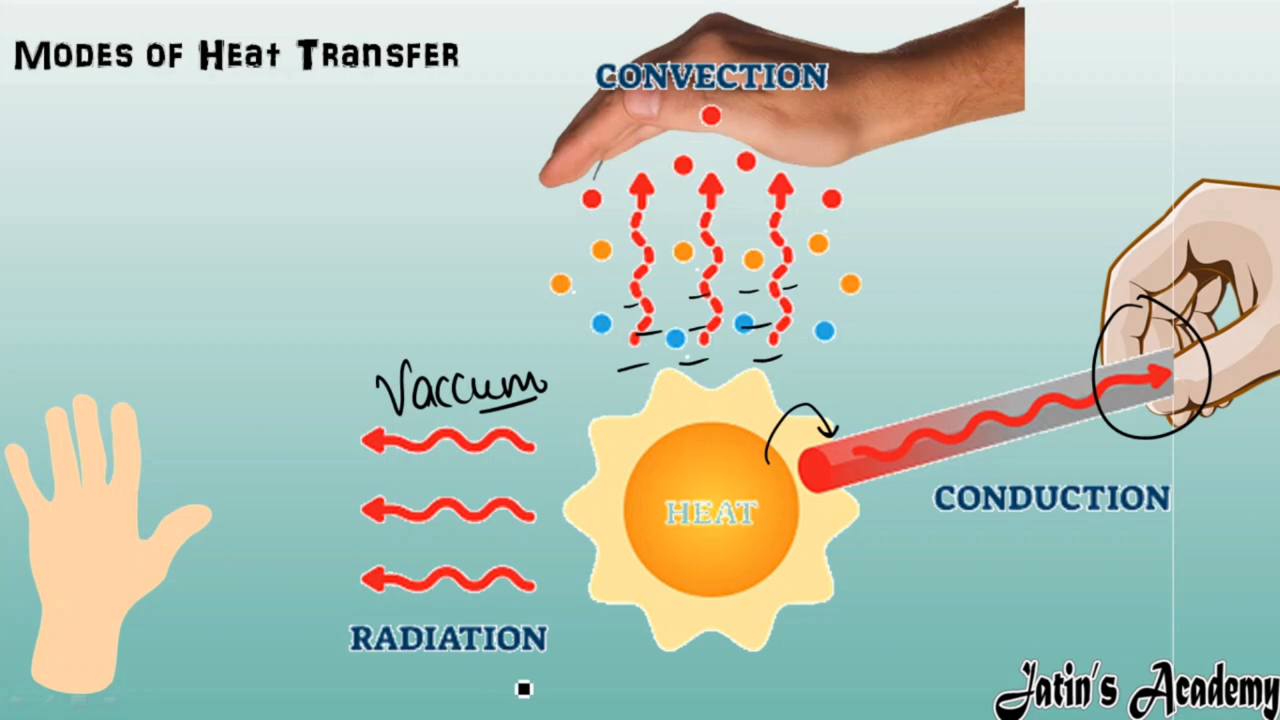 Modes of Heat Transfer
CONVECTION
Vaccum
HEAT
CONDUCTION
RADIATION
Jatin's Academy